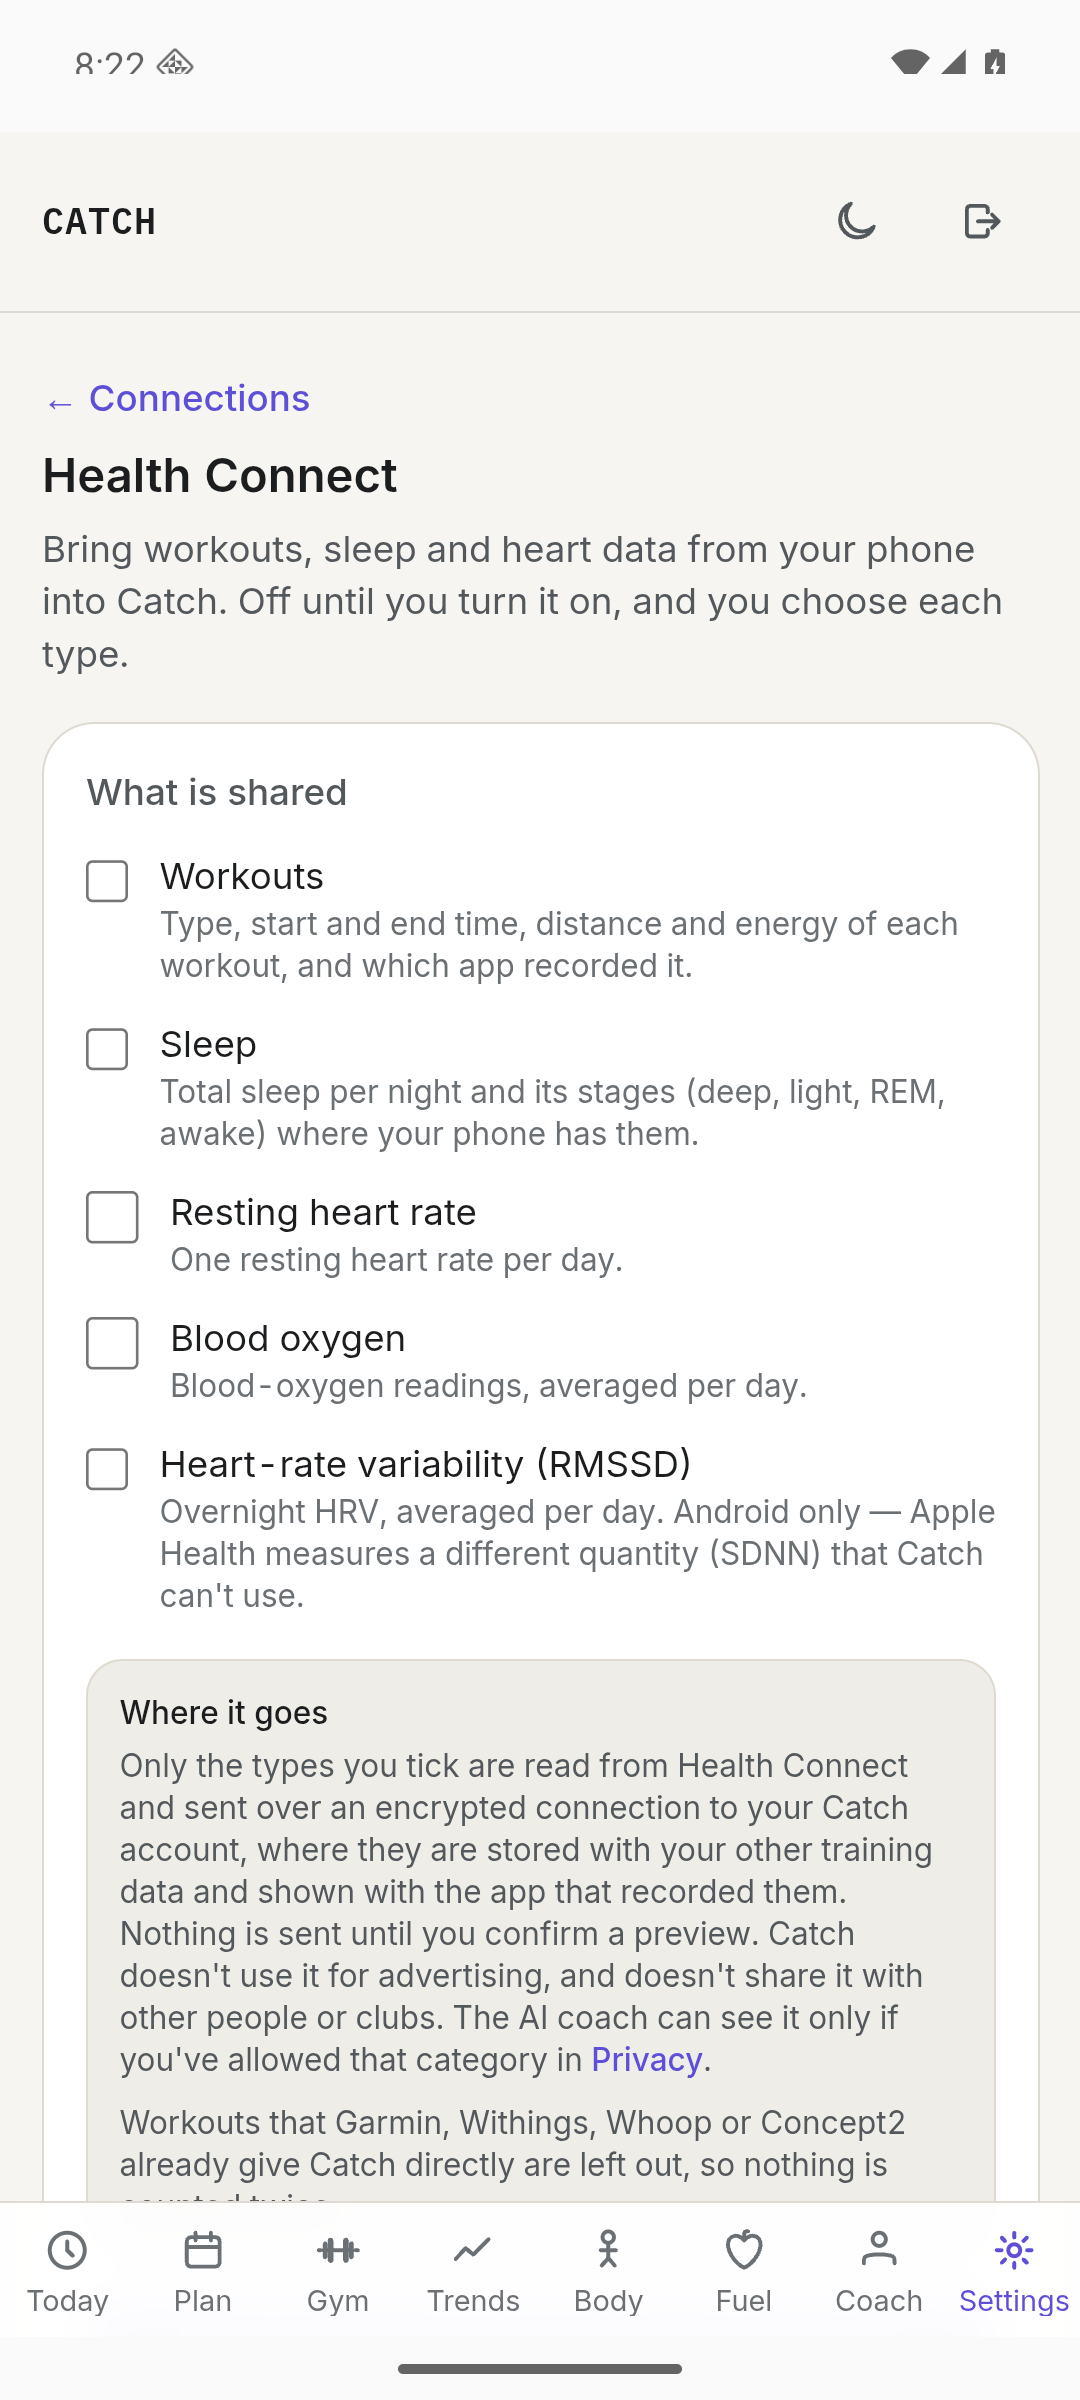 8:22
CATCH
← Connections
Health Connect
Bring workouts, sleep and heart data from your phone
into Catch. Off until you turn it on, and you choose each
type.
What is shared
Workouts
Type, start and end time, distance and energy of each
workout, and which app recorded it.
Sleep
Total sleep per night and its stages (deep, light, REM,
awake) where your phone has them.
Resting heart rate
One resting heart rate per day.
Blood oxygen
Blood-oxygen readings, averaged per day.
Heart-rate variability (RMSSD)
Overnight HRV, averaged per day. Android only — Apple
Health measures a different quantity (SDNN) that Catch
can't use.
Where it goes
Only the types you tick are read from Health Connect
and sent over an encrypted connection to your Catch
account, where they are stored with your other training
data and shown with the app that recorded them.
Nothing is sent until you confirm a preview. Catch
doesn't use it for advertising, and doesn't share it with
other people or clubs. The AI coach can see it only if
you've allowed that category in Privacy.
Workouts that Garmin, Withings, Whoop or Concept2
already give Catch directly are left out, so nothing is
Today
Plan
Gym
Trends
Body
Fuel
Coach
Settings